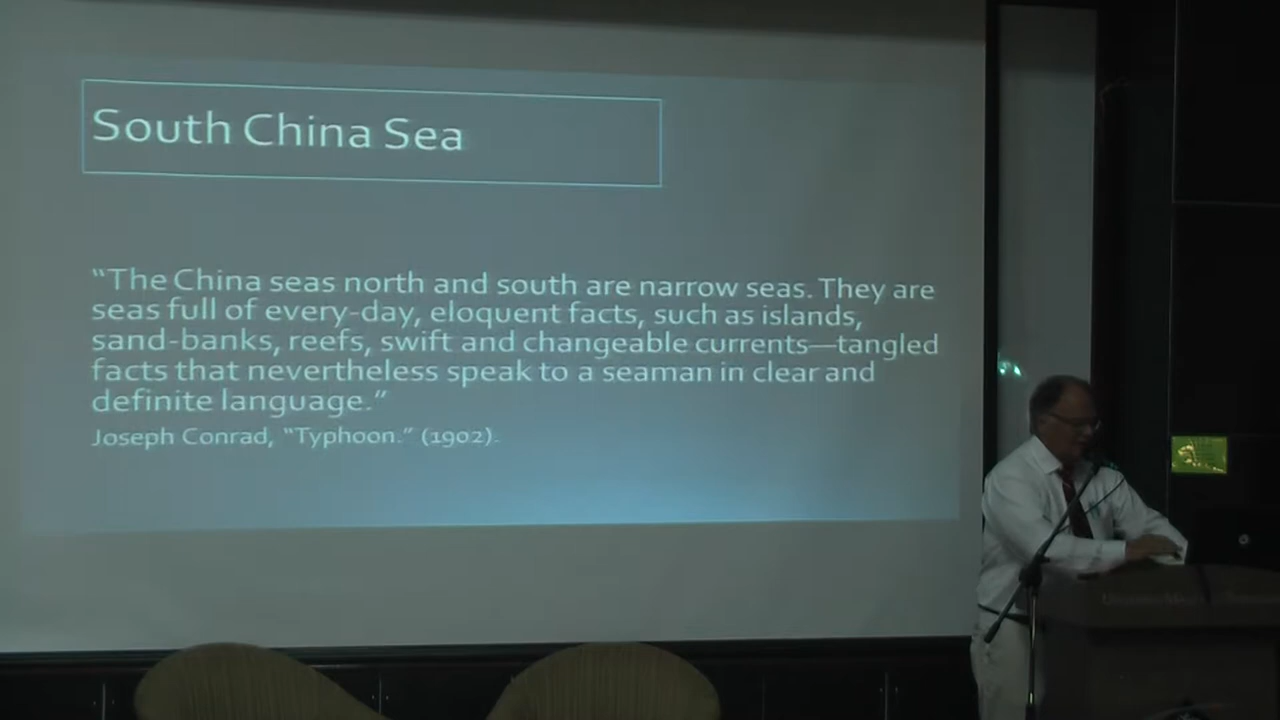 South China Sea
“The China seas north and south are narrow seas. They are
seas full of every-day, eloquent facts, such as islands,
sand-banks, reefs, swift and changeable currents—tangled
facts that nevertheless speak to a seaman in clear and
definite language.”
Joseph Conrad, “Typhoon.” (1902).